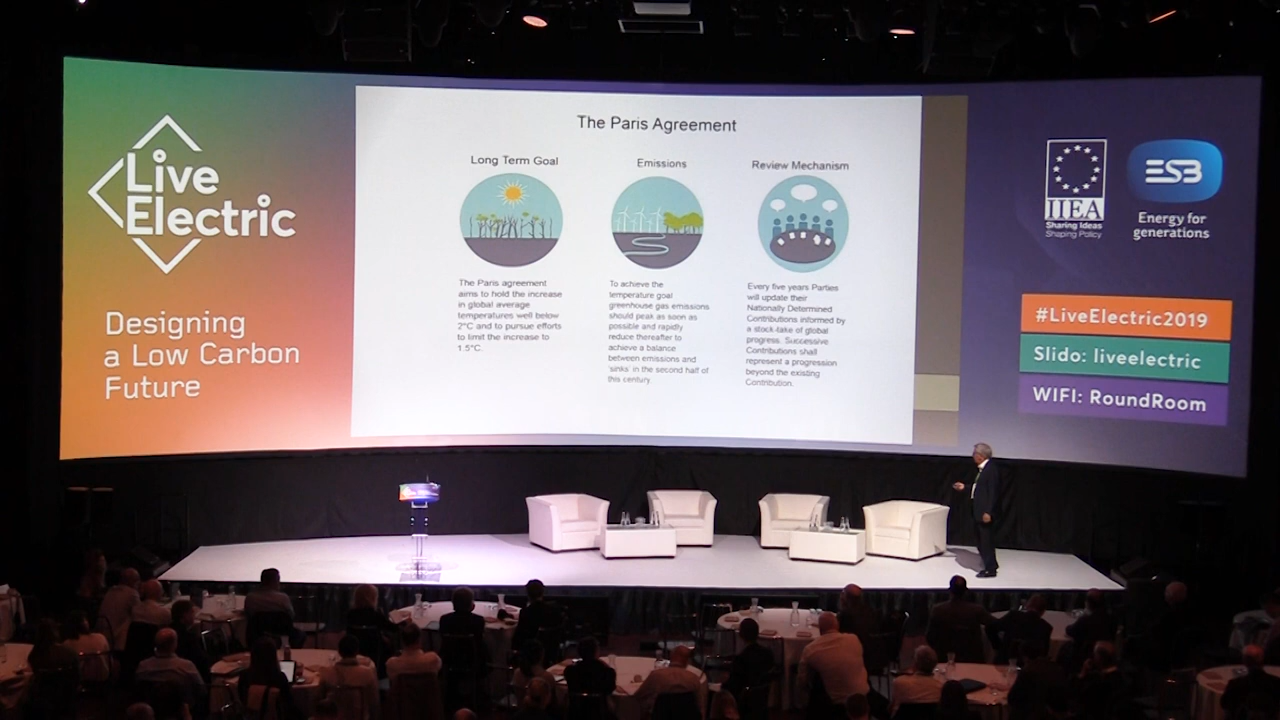 Live
Electric
Designing
a Low Carbon
Future
The Paris Agreement
Long Term Goal
The Paris agreement
aims to hold the increase
in global average
temperatures well below
2°C and to pursue efforts
to limit the increase to
1.5°C.
Emissions
To achieve the
temperature goal
greenhouse gas emissions
should peak as soon as
possible and rapidly
reduce thereafter to
achieve a balance
between emissions and
'sinks' in the second half of
this century.
Review Mechanism
Every five years Parties
will update their
Nationally Determined
Contributions informed by
a stock-take of global
progress. Successive
Contributions shall
represent a progression
beyond the existing
Contribution.
IIEA
Sharing Ideas
Shaping Policy
ESB
Energy for
generations
#LiveElectric2019
Slido: liveelectric
WIFI: RoundRoom